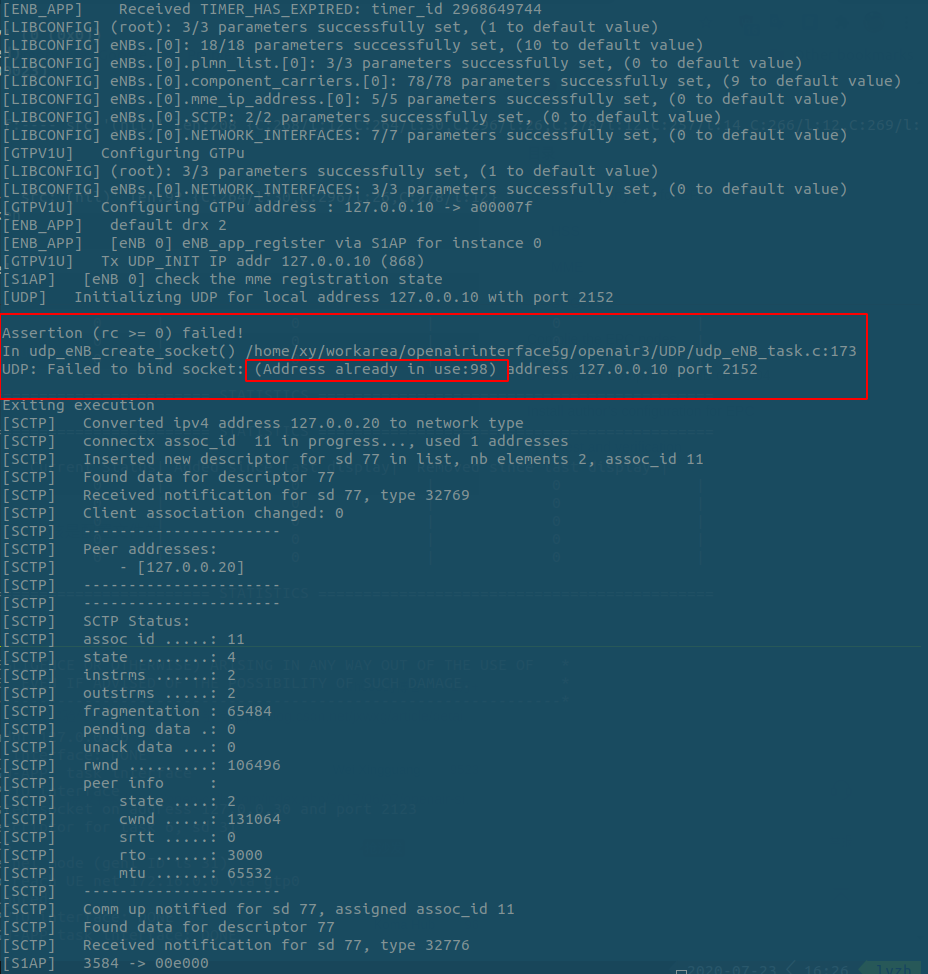 [ENB_APP]    Received TIMER_HAS_EXPIRED: timer_id 2968649744
[LIBCONFIG] (root): 3/3 parameters successfully set, (1 to default value)
[LIBCONFIG] eNBs.[0]: 18/18 parameters successfully set, (10 to default value)
[LIBCONFIG] eNBs.[0].plmn_list.[0]: 3/3 parameters successfully set, (0 to default value)
[LIBCONFIG] eNBs.[0].component_carriers.[0]: 78/78 parameters successfully set, (9 to default value)
[LIBCONFIG] eNBs.[0].mme_ip_address.[0]: 5/5 parameters successfully set, (0 to default value)
[LIBCONFIG] eNBs.[0].SCTP: 2/2 parameters successfully set, (0 to default value)
[LIBCONFIG] eNBs.[0].NETWORK_INTERFACES: 7/7 parameters successfully set, (0 to default value)
[GTPV1U]   Configuring GTPu
[LIBCONFIG] (root): 3/3 parameters successfully set, (1 to default value)
[LIBCONFIG] eNBs.[0].NETWORK_INTERFACES: 3/3 parameters successfully set, (0 to default value)
[GTPV1U]   Configuring GTPu address : 127.0.0.10 -> a00007f
[ENB_APP]   default drx 2
[ENB_APP]   [eNB 0] eNB_app_register via S1AP for instance 0
[GTPV1U]   Tx UDP_INIT IP addr 127.0.0.10 (868)
[S1AP]   [eNB 0] check the mme registration state
[UDP]   Initializing UDP for local address 127.0.0.10 with port 2152
Assertion (rc >= 0) failed!
In udp_eNB_create_socket() /home/xy/workarea/openairinterface5g/openair3/UDP/udp_eNB_task.c:173
UDP: Failed to bind socket: (Address already in use:98) address 127.0.0.10 port 2152
Exiting execution
[SCTP]   Converted ipv4 address 127.0.0.20 to network type
[SCTP]   connectx assoc_id  11 in progress..., used 1 addresses
[SCTP]   Inserted new descriptor for sd 77 in list, nb elements 2, assoc_id 11
[SCTP]   Found data for descriptor 77
[SCTP]   Received notification for sd 77, type 32769
[SCTP]   Client association changed: 0
[SCTP]   ----------------------
[SCTP]   Peer addresses:
[SCTP]       - [127.0.0.20]
[SCTP]   ----------------------
[SCTP]   ----------------------
[SCTP]   SCTP Status:
[SCTP]   assoc id .....: 11
[SCTP]   state ........: 4
[SCTP]   instrms ......: 2
[SCTP]   outstrms .....: 2
[SCTP]   fragmentation : 65484
[SCTP]   pending data .: 0
[SCTP]   unack data ...: 0
[SCTP]   rwnd .........: 106496
[SCTP]   peer info     :
[SCTP]       state ....: 2
[SCTP]       cwnd .....: 131064
[SCTP]       srtt .....: 0
[SCTP]       rto ......: 3000
[SCTP]       mtu ......: 65532
[SCTP]   ----------------------
[SCTP]   Comm up notified for sd 77, assigned assoc_id 11
[SCTP]   Found data for descriptor 77
[SCTP]   Received notification for sd 77, type 32776
[S1AP]   3584 -> 00e000